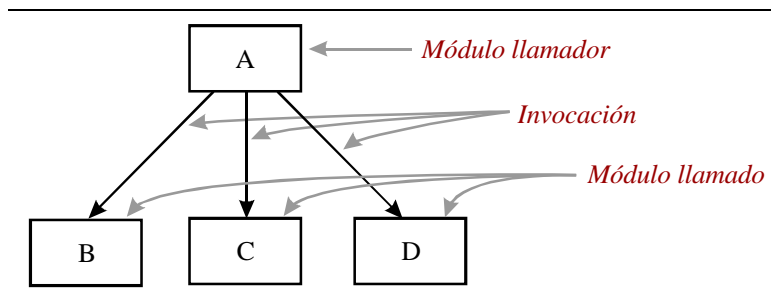 A
Módulo llamador
Invocación
Módulo llamado
B
C
D